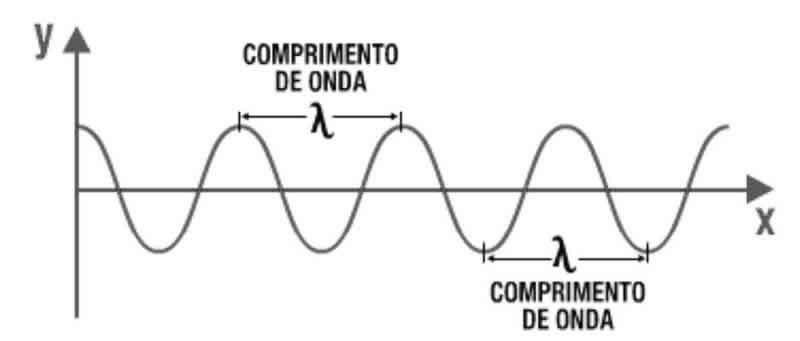 y
COMPRIMENTO
DE ONDA
λ
x
λ
COMPRIMENTO
DE ONDA